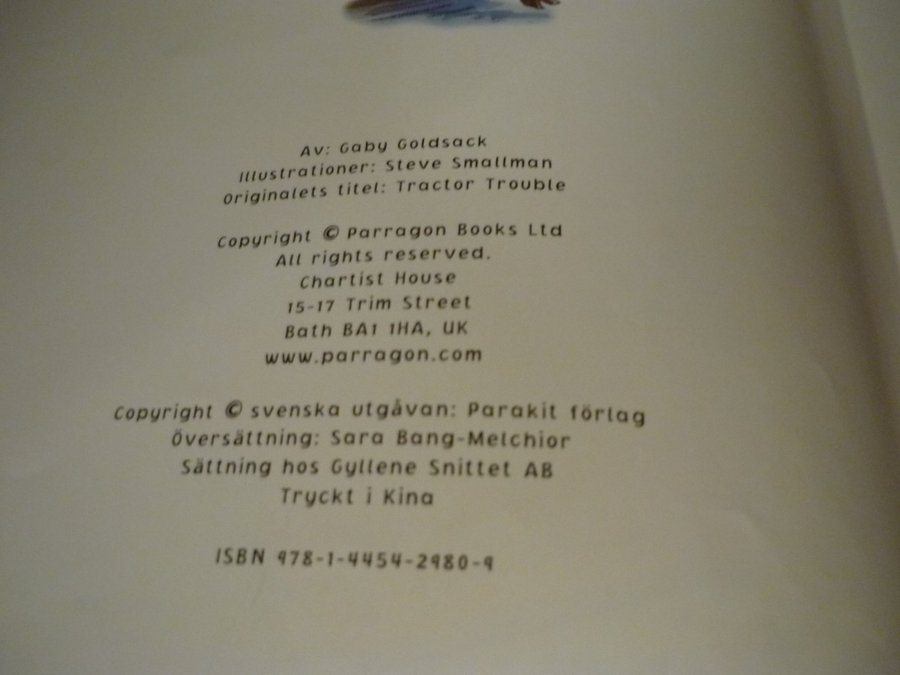 Av: Gaby Goldsack
Illustrationer: Steve Smallman
Originalets titel: Tractor Trouble
Copyright © Parragon Books Ltd
All rights reserved.
Chartist House
15-17 Trim Street
Bath BA1 1HA, UK
www.parragon.com
Copyright © svenska utgåvan: Parakit förlag
Översättning: Sara Bang-Melchior
Sättning hos Gyllene Snittet AB
Tryckt i Kina
ISBN 978-1-4454-2980-9